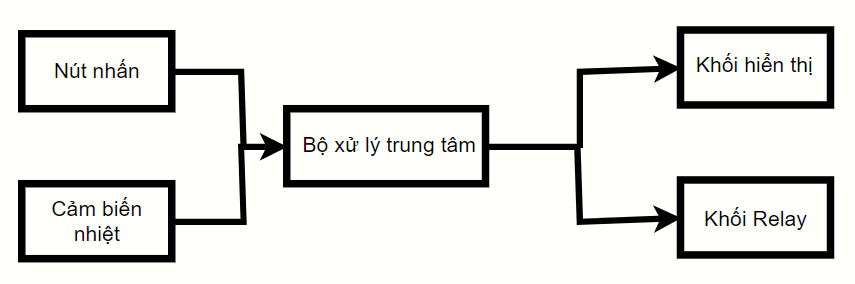 Nút nhấn
Cảm biến
nhiệt
Bộ xử lý trung tâm
Khối hiển thị
Khối Relay